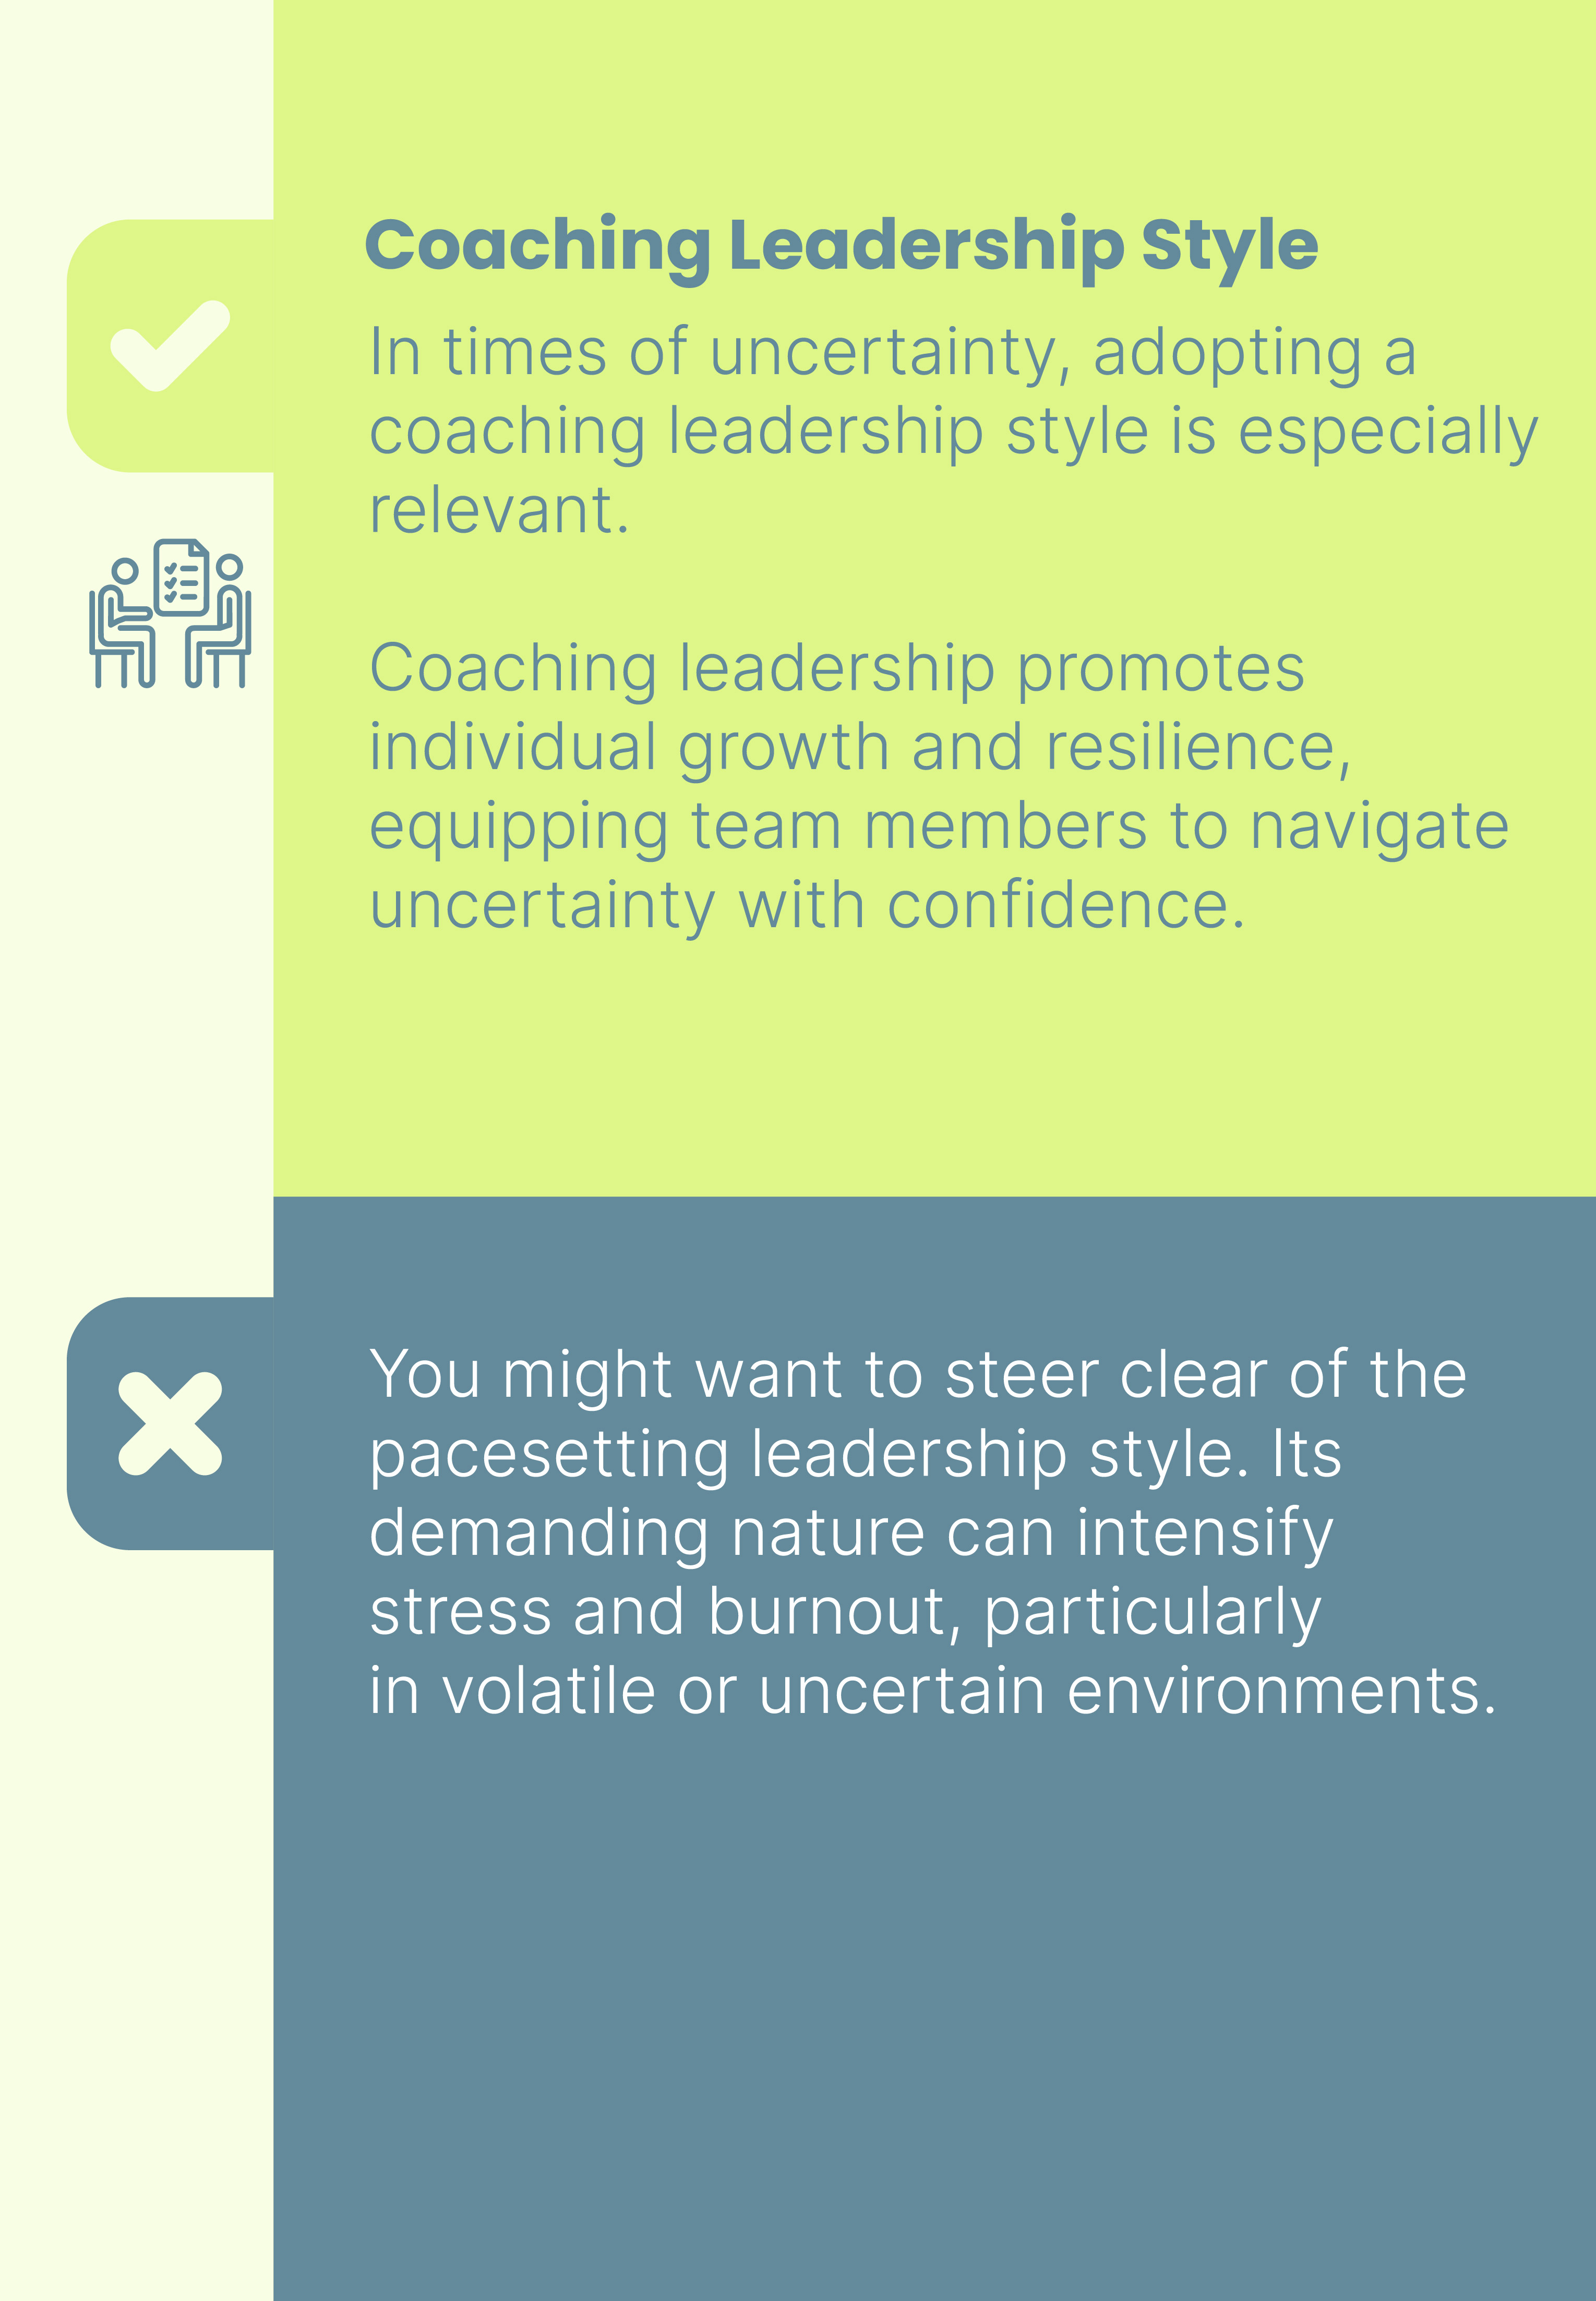 Coaching Leadership Style
In times of uncertainty, adopting a
coaching leadership style is especially
relevant.
Coaching leadership promotes
individual growth and resilience,
equipping team members to navigate
uncertainty with confidence.
You might want to steer clear of the
pacesetting leadership style. Its
demanding nature can intensify
stress and burnout, particularly
in volatile or uncertain environments.